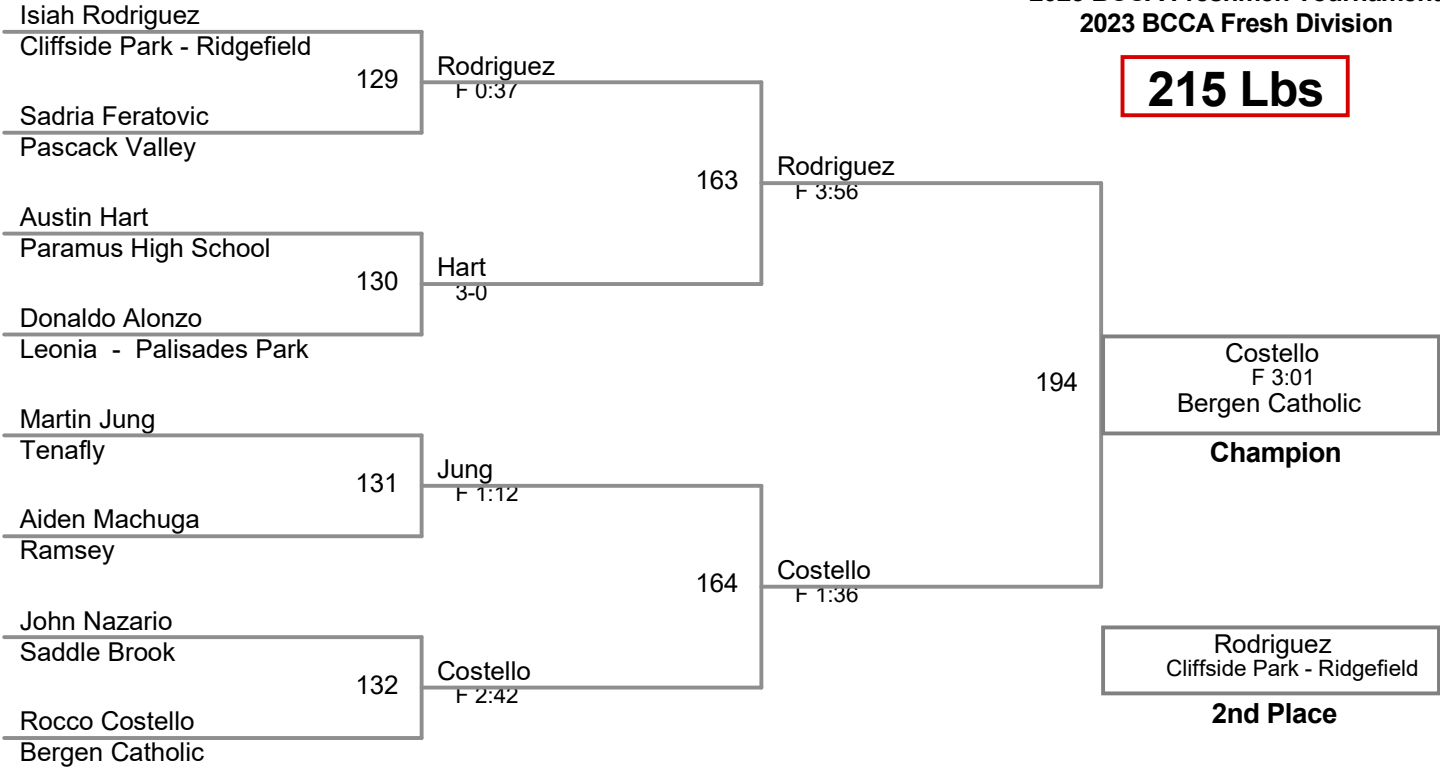 2023 BCCA Fresh Division
215 Lbs
Isiah Rodriguez
Cliffside Park - Ridgefield
129
Rodriguez
F 0:37
Sadria Feratovic
Pascack Valley
163
Rodriguez
F 3:56
Austin Hart
Paramus High School
130
Hart
3-0
Donaldo Alonzo
Leonia - Palisades Park
194
Costello
F 3:01
Bergen Catholic
Champion
Martin Jung
Tenafly
131
Jung
F 1:12
Aiden Machuga
Ramsey
164
Costello
F 1:36
John Nazario
Saddle Brook
132
Costello
F 2:42
Rocco Costello
Bergen Catholic
Rodriguez
Cliffside Park - Ridgefield
2nd Place